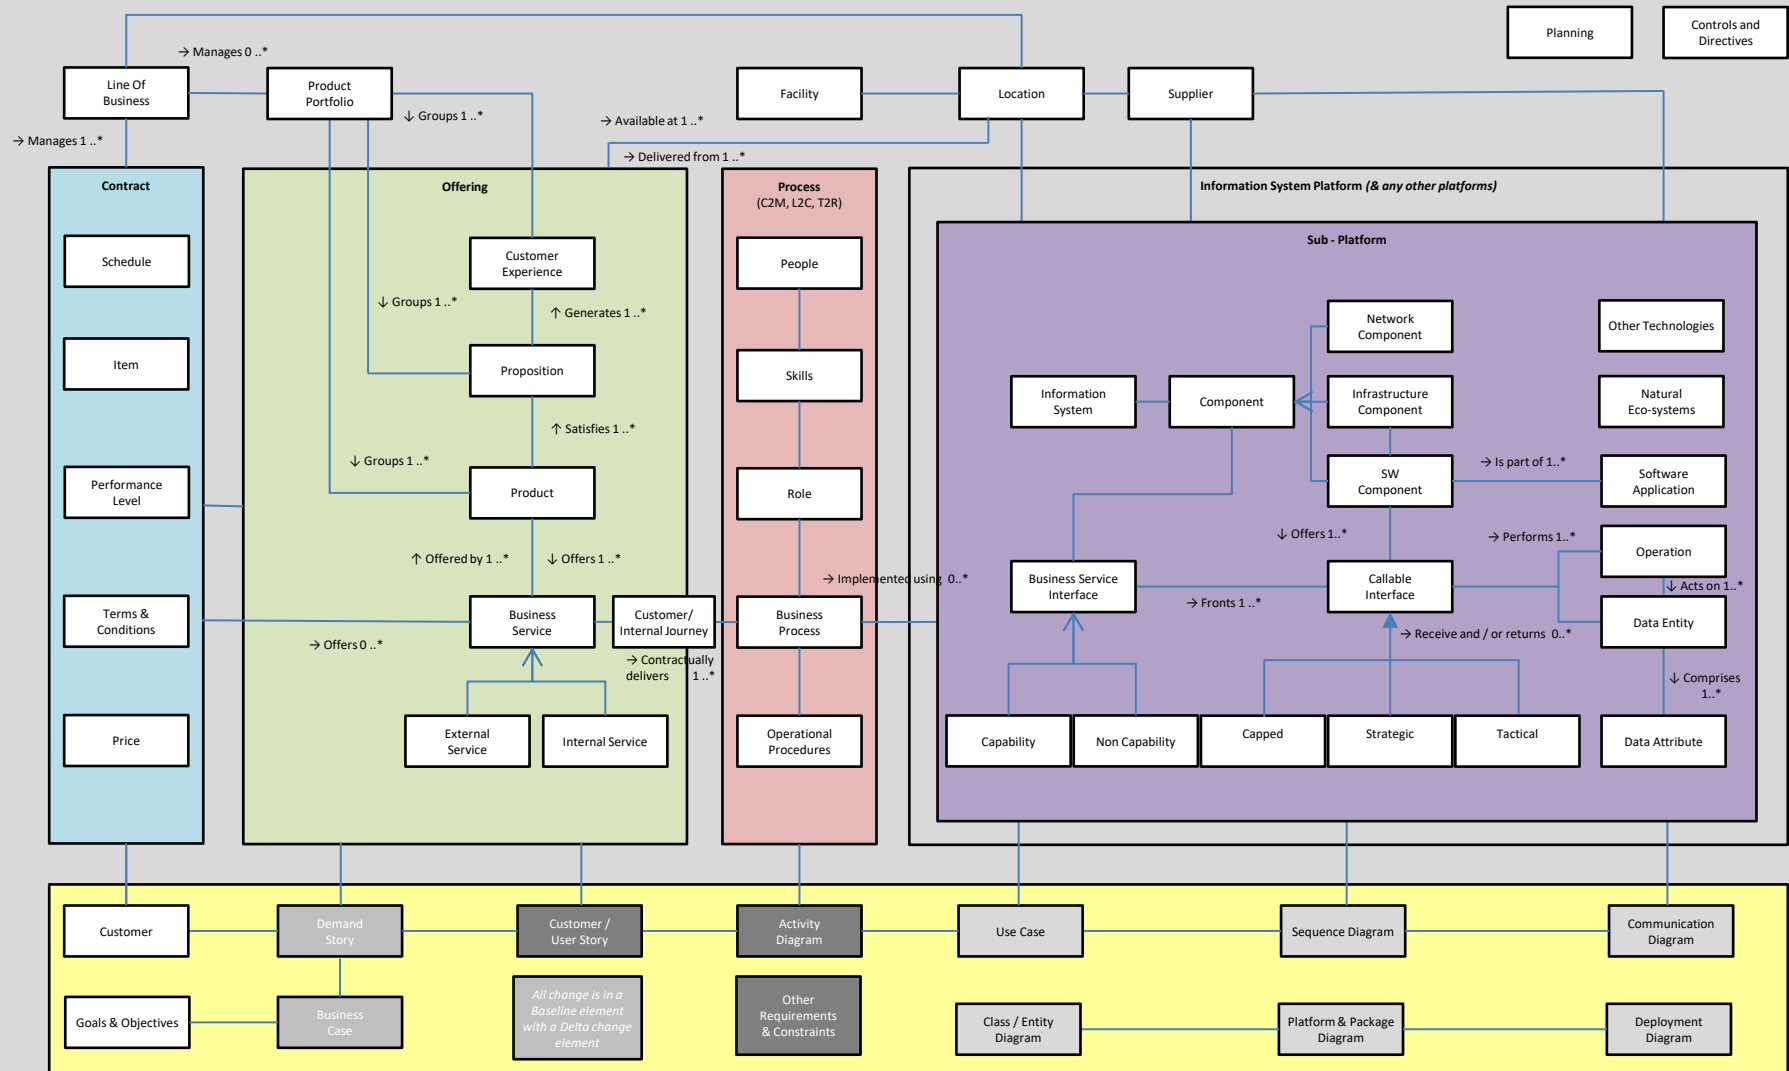 Planning
Controls and
Directives
→ Manages 0 ..*
Line Of
Business
Product
Portfolio
Facility
Location
Supplier
↓ Groups 1 ..*
→ Available at 1 ..*
→ Manages 1 ..*
→ Delivered from 1 ..*
Contract
Offering
Process
(C2M, L2C, T2R)
Information System Platform (& any other platforms)
Sub - Platform
Schedule
Customer
Experience
People
↓ Groups 1 ..*
↑ Generates 1 ..*
Network
Component
Other Technologies
Item
Proposition
Skills
Information
System
Component
Infrastructure
Component
Natural
Eco-systems
↑ Satisfies 1 ..*
↓ Groups 1 ..*
→ Is part of 1..*
Performance
Level
Product
Role
SW
Component
Software
Application
↓ Offers 1..*
→ Performs 1..*
↑ Offered by 1 ..*
↓ Offers 1 ..*
Operation
→ Implemented using 0..*
Business Service
Interface
Callable
Interface
↓ Acts on 1..*
→ Fronts 1 ..*
Terms &
Conditions
Business
Service
Customer/
Internal Journey
Business
Process
Data Entity
→ Receive and / or returns 0..*
→ Offers 0 ..*
→ Contractually
delivers 1 ..*
↓ Comprises
1..*
Price
External
Service
Internal Service
Operational
Procedures
Capability
Non Capability
Capped
Strategic
Tactical
Data Attribute
Customer
Demand
Story
Customer /
User Story
Activity
Diagram
Use Case
Sequence Diagram
Communication
Diagram
Goals & Objectives
Business
Case
All change is in a
Baseline element
with a Delta change
element
Other
Requirements
& Constraints
Class / Entity
Diagram
Platform & Package
Diagram
Deployment
Diagram